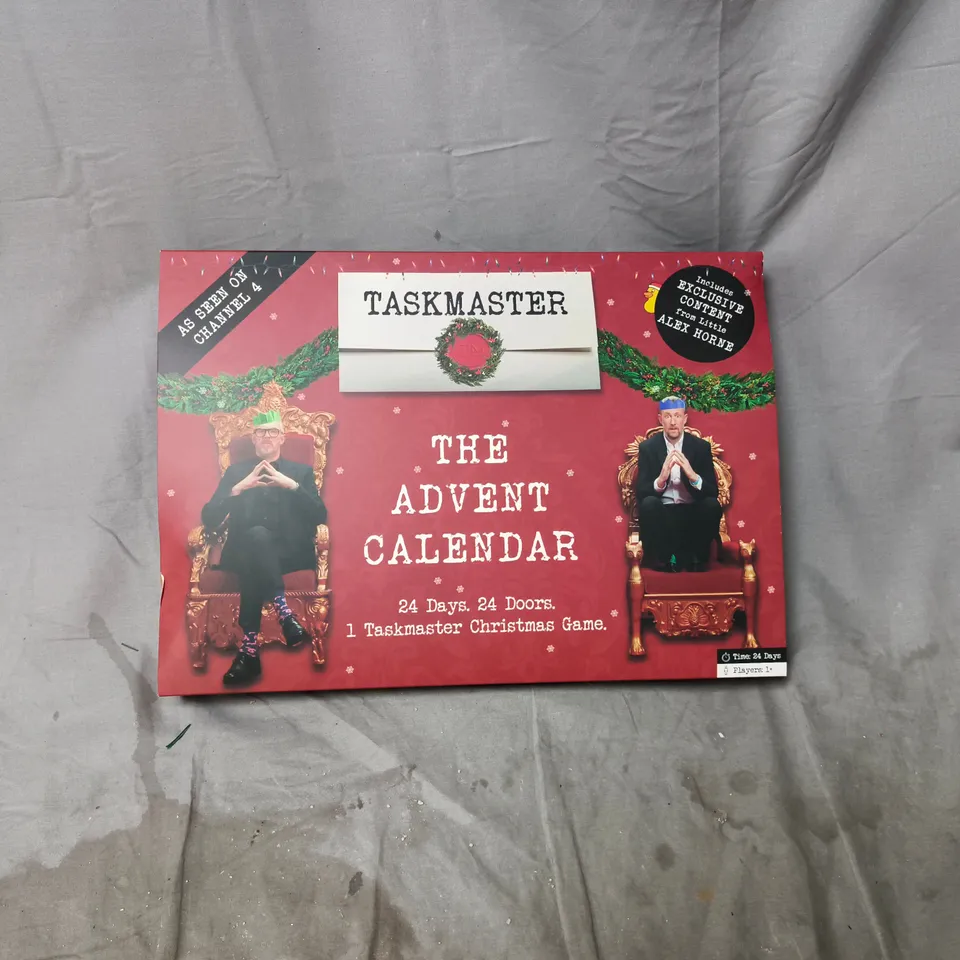 AS SEEN ON
CHANNEL 4
TASKMASTER
Includes
EXCLUSIVE
CONTENT
from Little
ALEX HORNE
THE
ADVENT
CALENDAR
24 Days. 24 Doors.
1 Taskmaster Christmas Game.
Time: 24 Days
Players: 1+